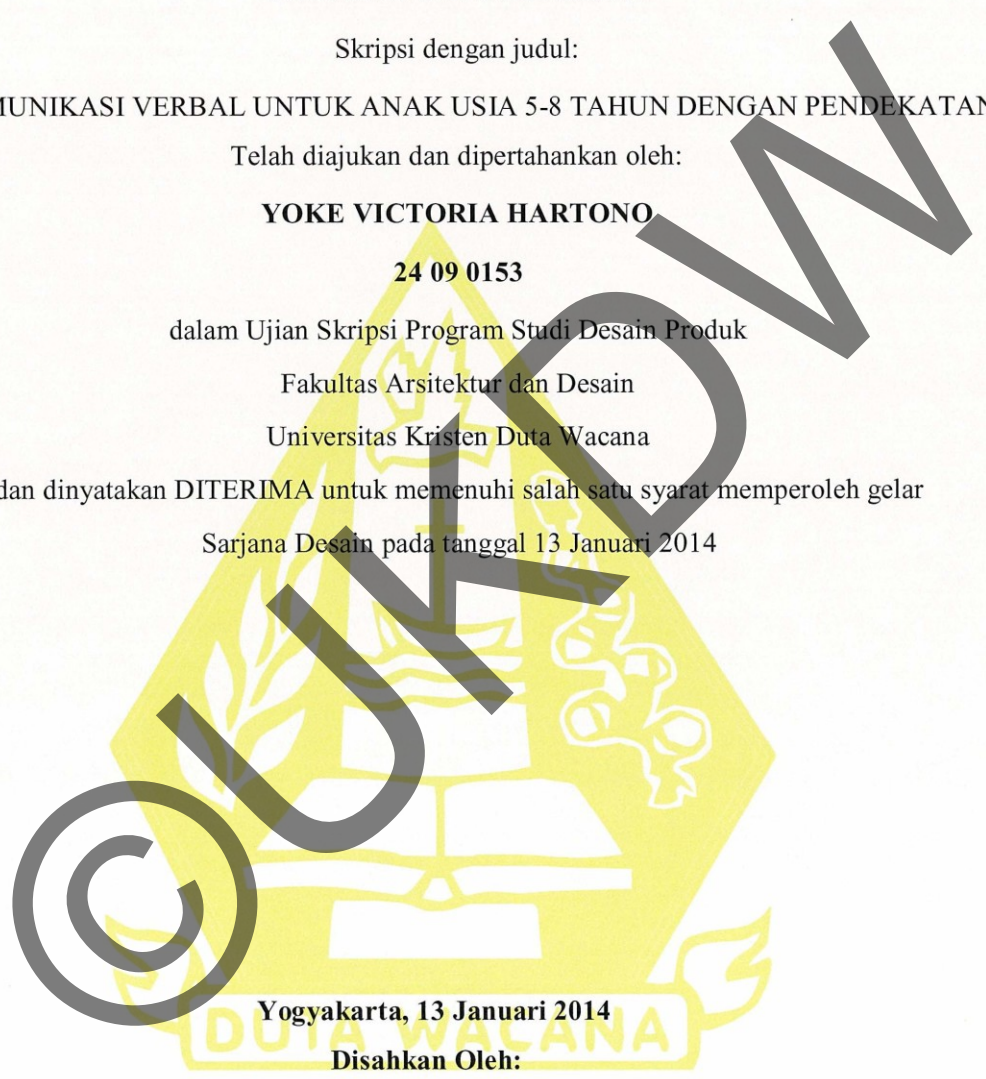 Skripsi dengan judul:
MUNIKASI VERBAL UNTUK ANAK USIA 5-8 TAHUN DENGAN PENDEKATAN
Telah diajukan dan dipertahankan oleh:
YOKE VICTORIA HARTONO
24 09 0153
dalam Ujian Skripsi Program Studi Desain Produk
Fakultas Arsitektur dan Desain
Universitas Kristen Duta Wacana
dan dinyatakan DITERIMA untuk memenuhi salah satu syarat memperoleh gelar
Sarjana Desain pada tanggal 13 Januari 2014
©UKDW
Yogyakarta, 13 Januari 2014
DUTA WACANA
Disahkan Oleh: